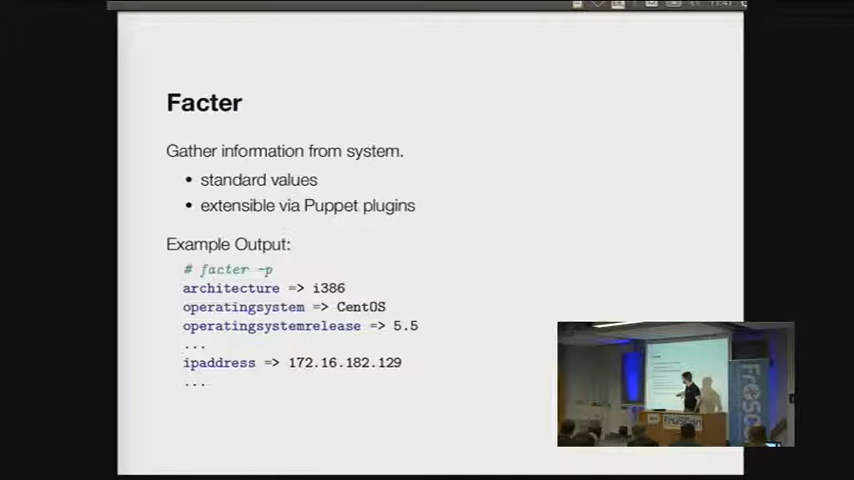 Facter
Gather information from system.
• standard values
• extensible via Puppet plugins
Example Output:
# facter -p
architecture => i386
operatingsystem => CentOS
operatingsystemrelease => 5.5
...
ipaddress => 172.16.182.129
...
FrOSCon